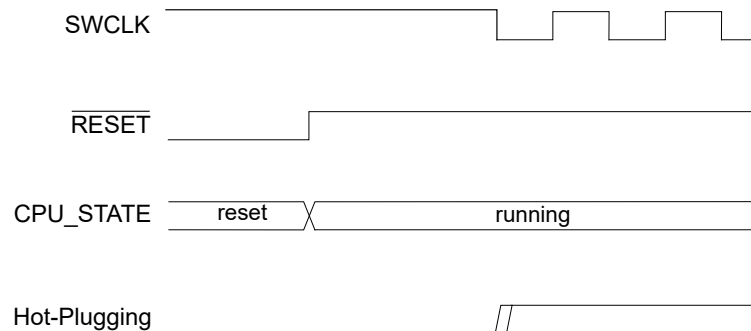 SWCLK
RESET
CPU_STATE reset running
Hot-Plugging